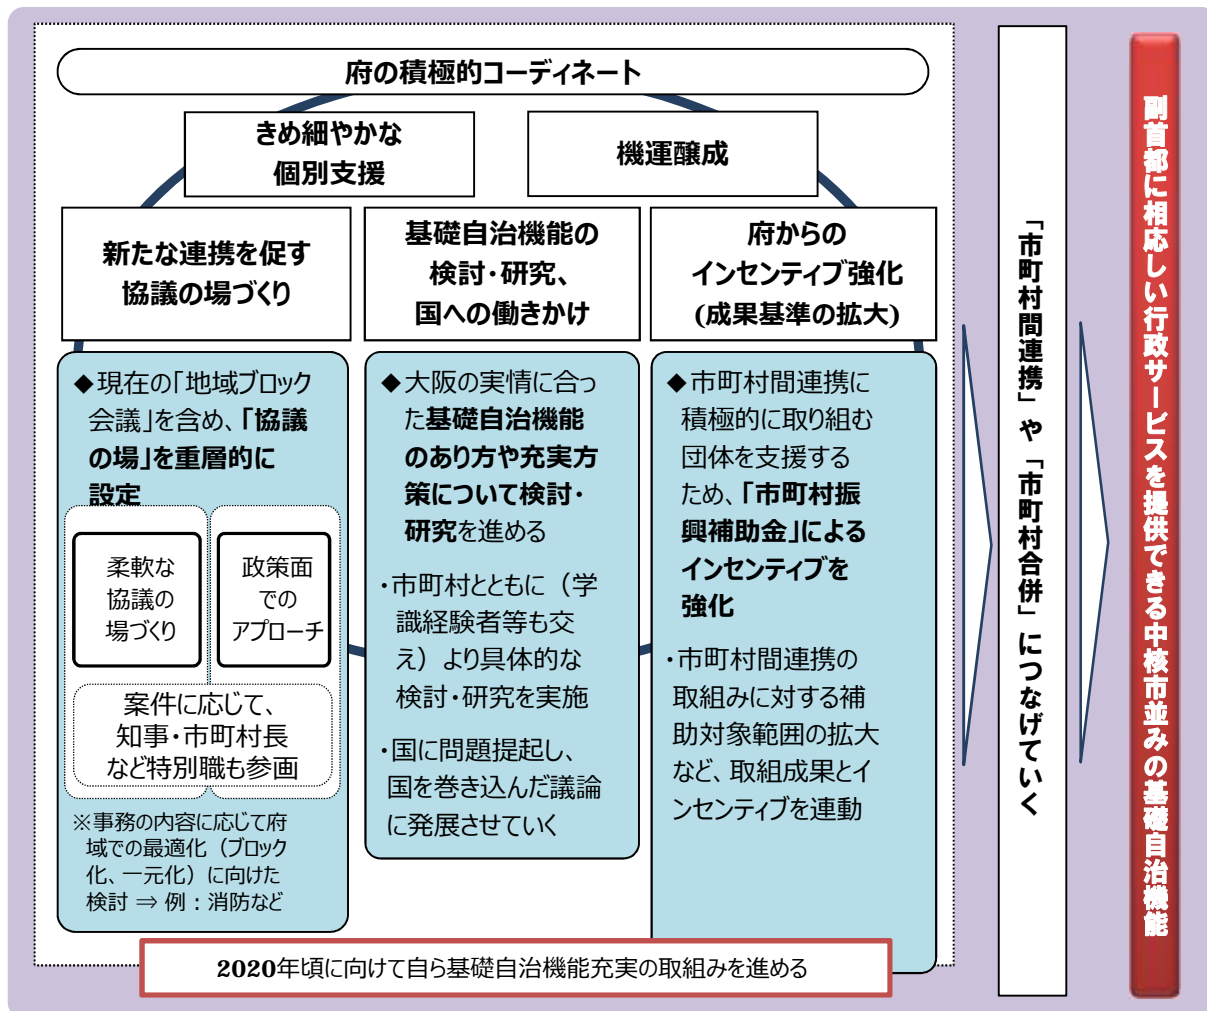 府の積極的コーディネート
きめ細やかな
個別支援
機運醸成
新たな連携を促す
協議の場づくり
基礎自治機能の
検討・研究、
国への働きかけ
府からの
インセンティブ強化
(成果基準の拡大)
◆現在の「地域ブロック
会議」を含め、「協議
の場」を重層的に
設定
柔軟な
協議の
場づくり
政策面
での
アプローチ
案件に応じて、
知事・市町村長
など特別職も参画
※事務の内容に応じて府
域での最適化（ブロック
化、一元化）に向けた
検討 ⇒ 例：消防など
◆大阪の実情に合っ
た基礎自治機能
のあり方や充実方
策について検討・
研究を進める
・市町村とともに（学
識経験者等も交
え）より具体的な
検討・研究を実施
・国に問題提起し、
国を巻き込んだ議論
に発展させていく
◆市町村間連携に
積極的に取り組む
団体を支援する
ため、「市町村振
興補助金」による
インセンティブを
強化
・市町村間連携の
取組みに対する補
助対象範囲の拡大
など、取組成果とイ
ンセンティブを連動
2020年頃に向けて自ら基礎自治機能充実の取組みを進める
「市町村間連携」や「市町村合併」につなげていく
副首都に相応しい行政サービスを提供できる中核市並みの基礎自治機能